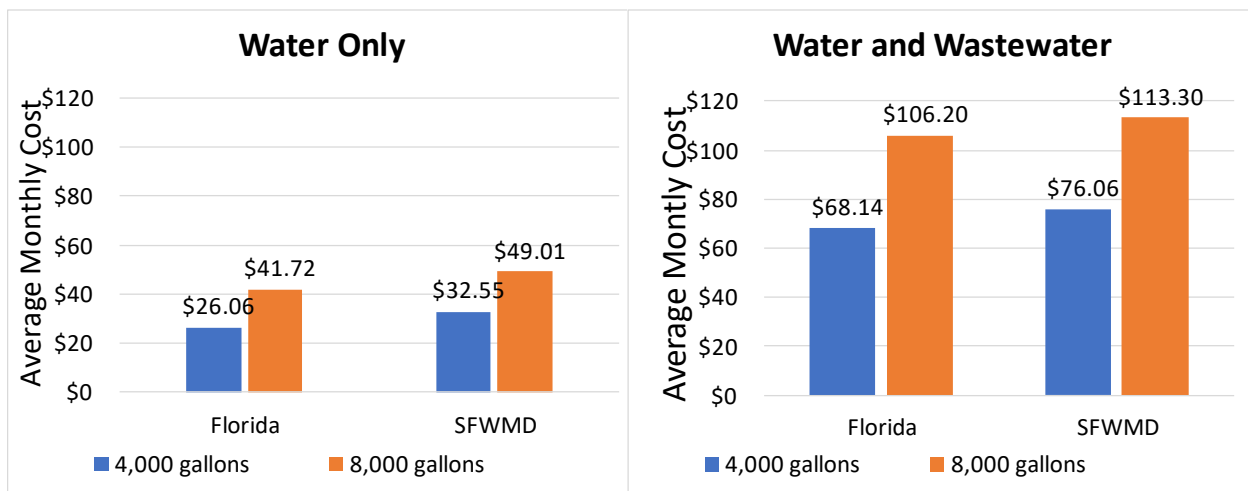 Water Only
Average Monthly Cost
$120
$100
$80
$60
$40
$20
$0
$26.06
$41.72
$32.55
$49.01
Florida
SFWMD
4,000 gallons
8,000 gallons
Water and Wastewater
Average Montly Cost
$120
$100
$80
$60
$40
$20
$0
$68.14
$106.20
$76.06
$113.30
Florida
SFWMD
4,000 gallons
8,000 gallons